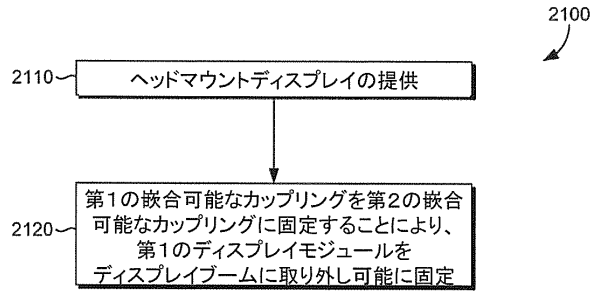 2100
2110
ヘッドマウントディスプレイの提供
2120
第1の嵌合可能なカップリングを第2の嵌合
可能なカップリングに固定することにより、
第1のディスプレイモジュールを
ディスプレイブームに取り外し可能に固定